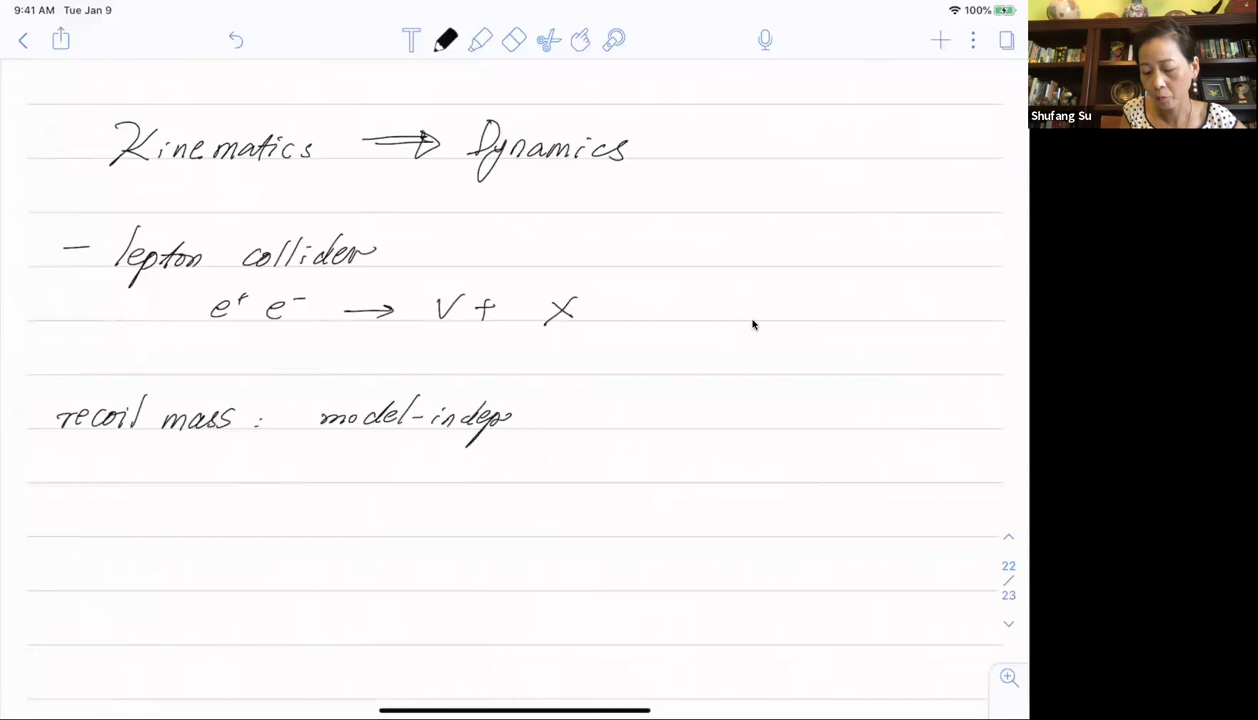 9:41 AM Tue Jan 9
100%
T
Shufang Su
Kinematics ⟹ Dynamics
- lepton collider
e⁺ e⁻ → V + X
recoil mass : model-indep
22
/
23